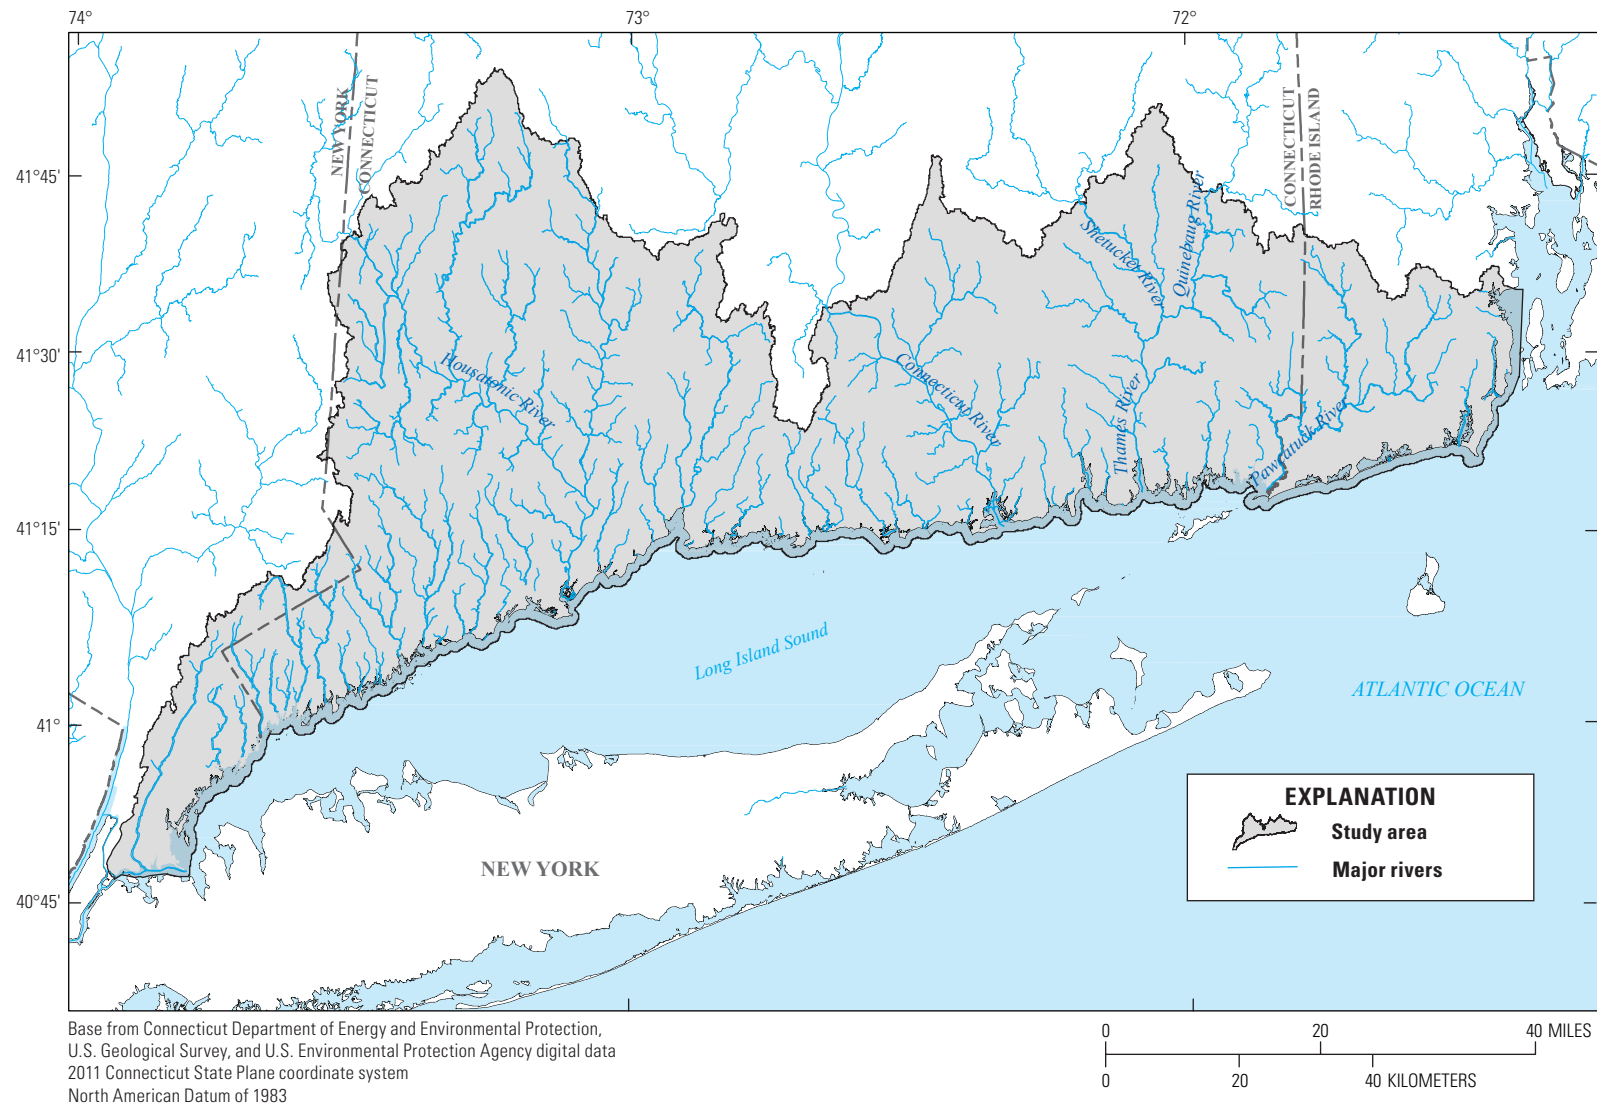 74°
73°
72°
NEW YORK
CONNECTICUT
CONNECTICUT
RHODE ISLAND
41°45'
41°30'
41°15'
41°
40°45'
Shetucket River
Quinebaug River
Housatonic River
Connecticut River
Thames River
Pawcatuck River
Long Island Sound
ATLANTIC OCEAN
NEW YORK
EXPLANATION
Study area
Major rivers
Base from Connecticut Department of Energy and Environmental Protection,
U.S. Geological Survey, and U.S. Environmental Protection Agency digital data
2011 Connecticut State Plane coordinate system
North American Datum of 1983
0 20 40 MILES
0 20 40 KILOMETERS